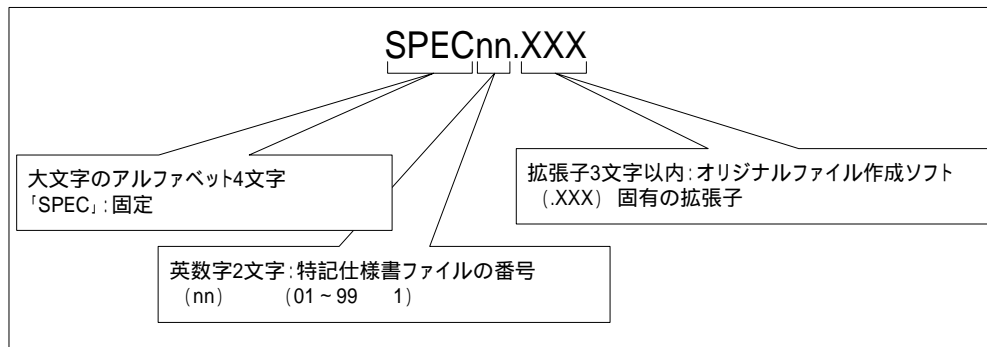 SPECnn.XXX
大文字のアルファベット4文字
「SPEC」:固定
拡張子3文字以内:オリジナルファイル作成ソフト
(.XXX) 固有の拡張子
英数字2文字:特記仕様書ファイルの番号
(nn) (01~99 1)